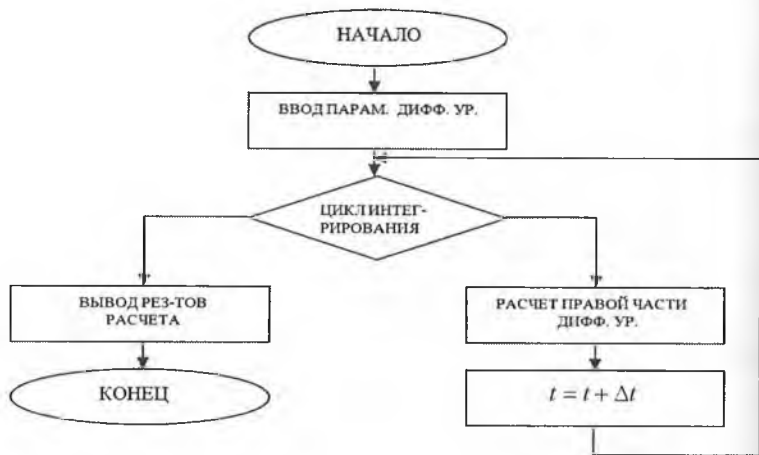 НАЧАЛО
ВВОД ПАРАМ. ДИФФ. УР.
ЦИКЛ ИНТЕГ-
РИРОВАНИЯ
ВЫВОД РЕЗ-ТОВ
РАСЧЕТА
РАСЧЕТ ПРАВОЙ ЧАСТИ
ДИФФ. УР.
КОНЕЦ
t = t + Δt